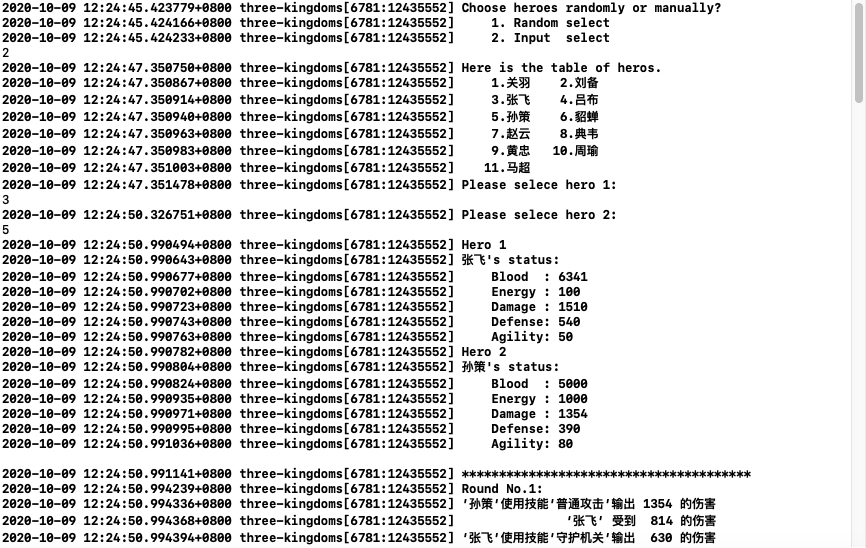 2020-10-09 12:24:45.423779+0800 three-kingdoms[6781:12435552] Choose heroes randomly or manually?
2020-10-09 12:24:45.424166+0800 three-kingdoms[6781:12435552]     1. Random select
2020-10-09 12:24:45.424233+0800 three-kingdoms[6781:12435552]     2. Input  select
2
2020-10-09 12:24:47.350750+0800 three-kingdoms[6781:12435552] Here is the table of heros.
2020-10-09 12:24:47.350867+0800 three-kingdoms[6781:12435552]     1.关羽    2.刘备
2020-10-09 12:24:47.350914+0800 three-kingdoms[6781:12435552]     3.张飞    4.吕布
2020-10-09 12:24:47.350940+0800 three-kingdoms[6781:12435552]     5.孙策    6.貂蝉
2020-10-09 12:24:47.350963+0800 three-kingdoms[6781:12435552]     7.赵云    8.典韦
2020-10-09 12:24:47.350983+0800 three-kingdoms[6781:12435552]     9.黄忠   10.周瑜
2020-10-09 12:24:47.351003+0800 three-kingdoms[6781:12435552]    11.马超
2020-10-09 12:24:47.351478+0800 three-kingdoms[6781:12435552] Please selece hero 1:
3
2020-10-09 12:24:50.326751+0800 three-kingdoms[6781:12435552] Please selece hero 2:
5
2020-10-09 12:24:50.990494+0800 three-kingdoms[6781:12435552] Hero 1
2020-10-09 12:24:50.990643+0800 three-kingdoms[6781:12435552] 张飞's status:
2020-10-09 12:24:50.990677+0800 three-kingdoms[6781:12435552]     Blood  : 6341
2020-10-09 12:24:50.990702+0800 three-kingdoms[6781:12435552]     Energy : 100
2020-10-09 12:24:50.990723+0800 three-kingdoms[6781:12435552]     Damage : 1510
2020-10-09 12:24:50.990743+0800 three-kingdoms[6781:12435552]     Defense: 540
2020-10-09 12:24:50.990763+0800 three-kingdoms[6781:12435552]     Agility: 50
2020-10-09 12:24:50.990782+0800 three-kingdoms[6781:12435552] Hero 2
2020-10-09 12:24:50.990804+0800 three-kingdoms[6781:12435552] 孙策's status:
2020-10-09 12:24:50.990824+0800 three-kingdoms[6781:12435552]     Blood  : 5000
2020-10-09 12:24:50.990935+0800 three-kingdoms[6781:12435552]     Energy : 1000
2020-10-09 12:24:50.990971+0800 three-kingdoms[6781:12435552]     Damage : 1354
2020-10-09 12:24:50.990995+0800 three-kingdoms[6781:12435552]     Defense: 390
2020-10-09 12:24:50.991036+0800 three-kingdoms[6781:12435552]     Agility: 80
2020-10-09 12:24:50.991141+0800 three-kingdoms[6781:12435552] ***************************************
2020-10-09 12:24:50.994239+0800 three-kingdoms[6781:12435552] Round No.1:
2020-10-09 12:24:50.994336+0800 three-kingdoms[6781:12435552] '孙策'使用技能'普通攻击'输出 1354 的伤害
2020-10-09 12:24:50.994368+0800 three-kingdoms[6781:12435552]               '张飞' 受到  814 的伤害
2020-10-09 12:24:50.994394+0800 three-kingdoms[6781:12435552] '张飞'使用技能'守护机关'输出  630 的伤害